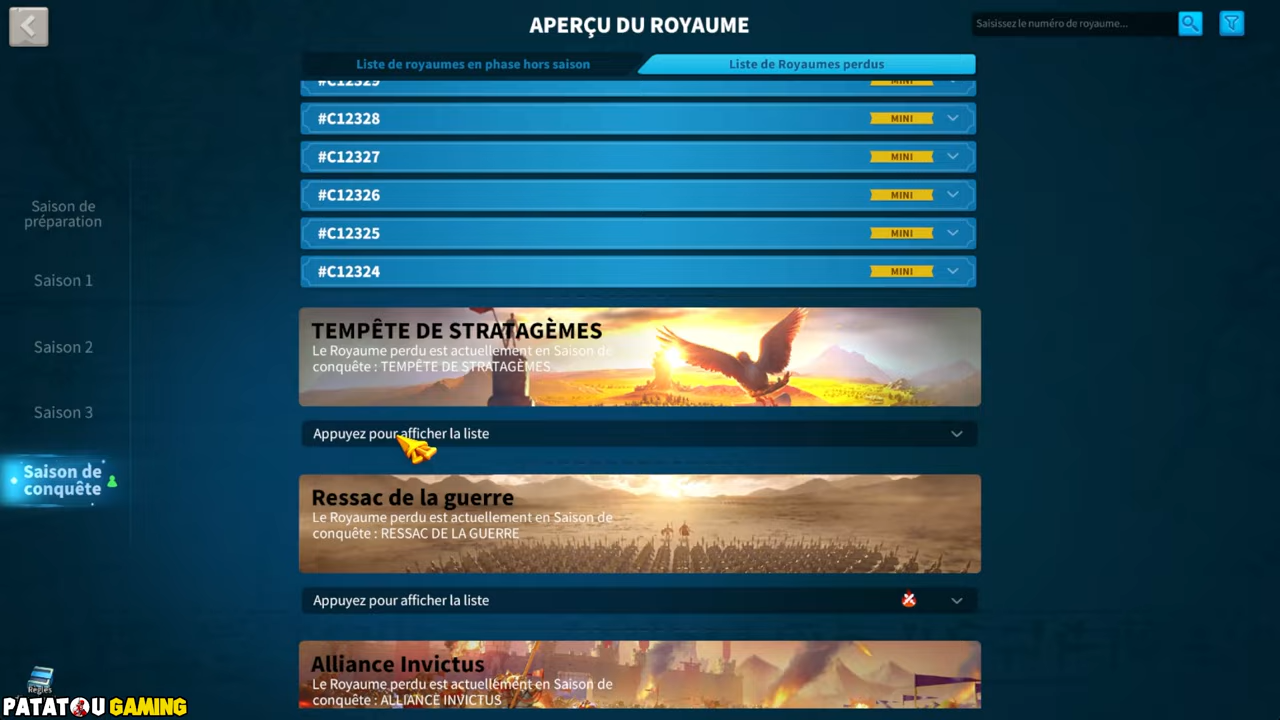 APERÇU DU ROYAUME
Saisissez le numéro de royaume...
Liste de royaumes en phase hors saison
Liste de Royaumes perdus
#C12329
MINI
#C12328
MINI
#C12327
MINI
#C12326
MINI
#C12325
MINI
#C12324
MINI
Saison de
préparation
Saison 1
Saison 2
Saison 3
Saison de
conquête
TEMPÊTE DE STRATAGÈMES
Le Royaume perdu est actuellement en Saison de
conquête : TEMPÊTE DE STRATAGÈMES
Appuyez pour afficher la liste
Ressac de la guerre
Le Royaume perdu est actuellement en Saison de
conquête : RESSAC DE LA GUERRE
Appuyez pour afficher la liste
Alliance Invictus
Le Royaume perdu est actuellement en Saison de
conquête : ALLIANCE INVICTUS
Règles
PATATOU GAMING